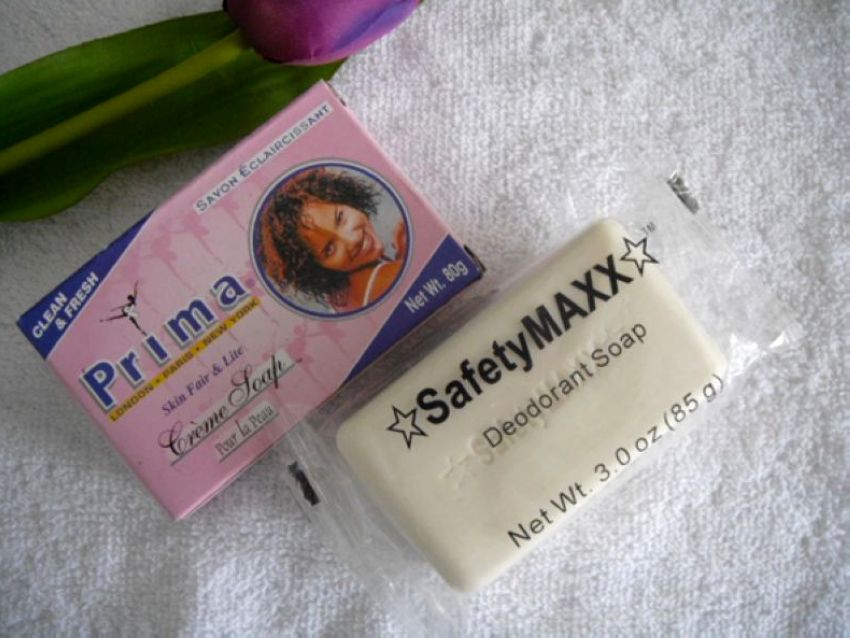 SAVON ÉCLAIRCISSANT
CLEAN
& FRESH
Prima
LONDON • PARIS • NEW YORK
Skin Fair & Lite
Crème Soap
Pour La Peau
Net Wt. 80g
☆SafetyMAXX☆™
Deodorant Soap
Net Wt. 3.0 oz (85 g)